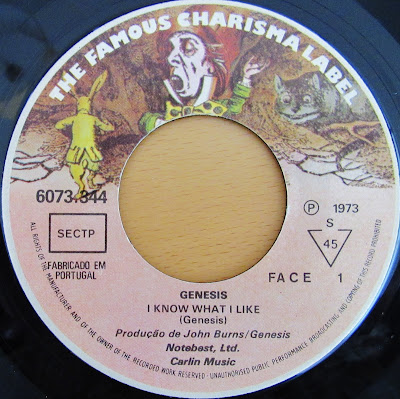 THE FAMOUS CHARISMA LABEL
6073.344
SECTP
FABRICADO EM
PORTUGAL
P 1973
S
45
FACE 1
GENESIS
I KNOW WHAT I LIKE
(Genesis)
Produção de John Burns/Genesis
Notebest, Ltd.
Carlin Music
ALL RIGHTS OF THE MANUFACTURER AND OF THE OWNER OF THE RECORDED WORK RESERVED - UNAUTHORISED PUBLIC PERFORMANCE BROADCASTING AND COPYING OF THIS RECORD PROHIBITED